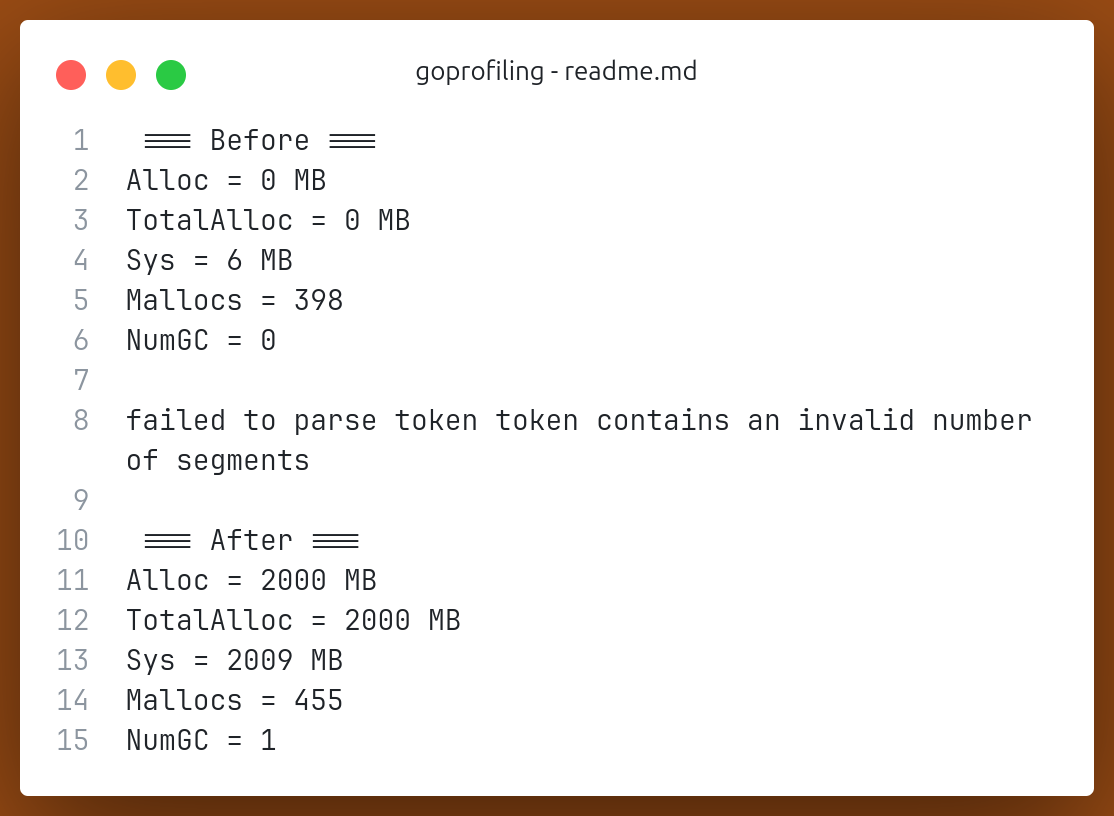 goprofiling - readme.md
1 === Before ===
2 Alloc = 0 MB
3 TotalAlloc = 0 MB
4 Sys = 6 MB
5 Mallocs = 398
6 NumGC = 0
7
8 failed to parse token token contains an invalid number
of segments
9
10 === After ===
11 Alloc = 2000 MB
12 TotalAlloc = 2000 MB
13 Sys = 2009 MB
14 Mallocs = 455
15 NumGC = 1